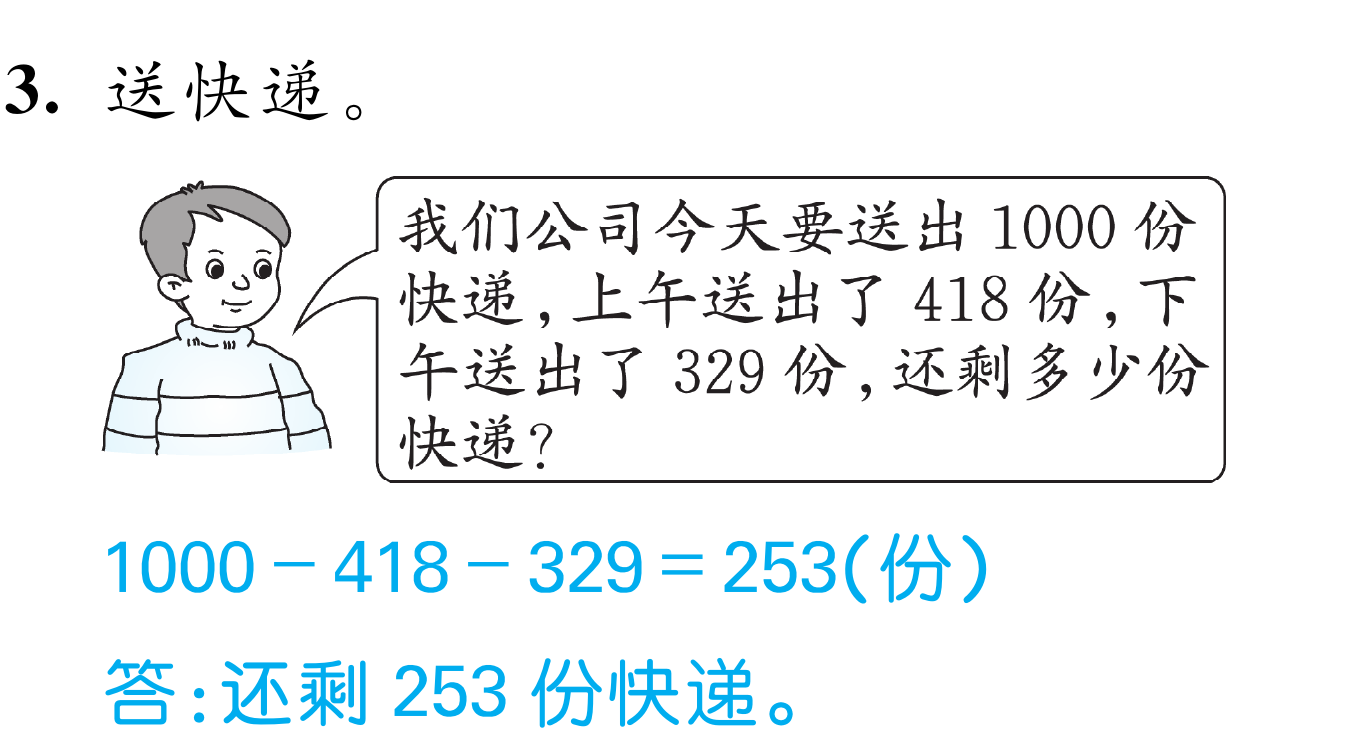 3. 送快递。
我们公司今天要送出 1000 份
快递,上午送出了 418 份,下
午送出了 329 份,还剩多少份
快递?
1000－418－329＝253(份)
答:还剩 253 份快递。